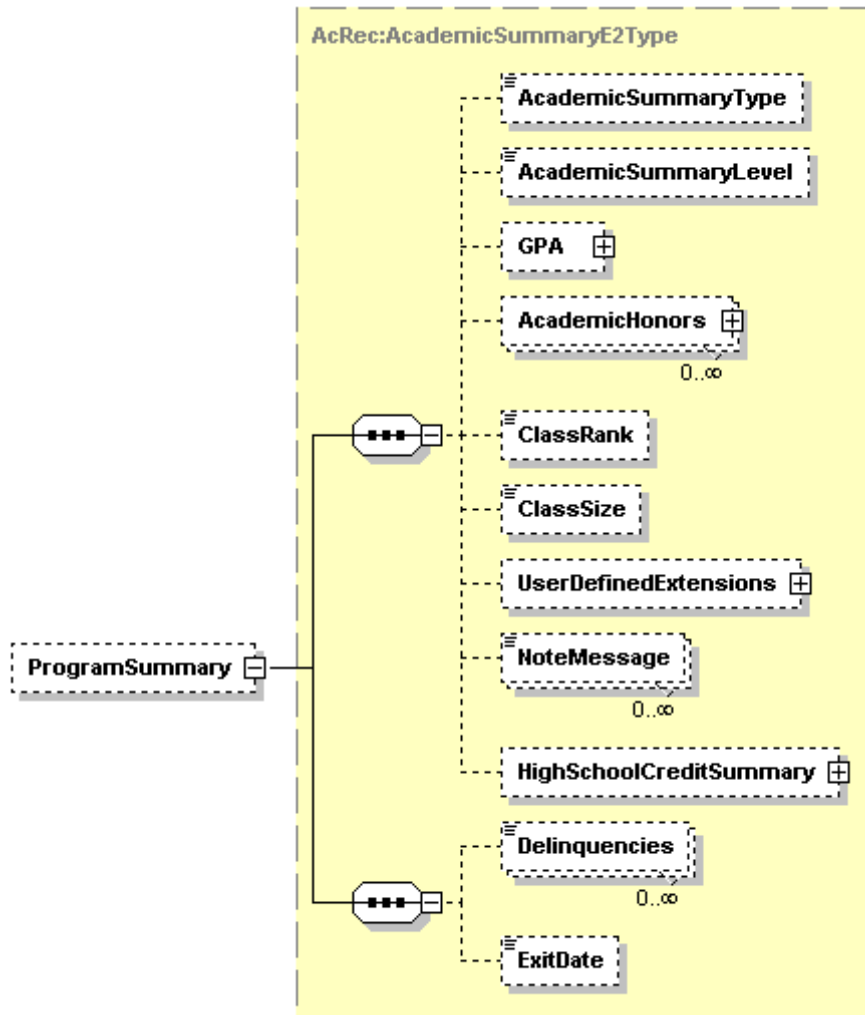 AcRec:AcademicSummaryE2Type
AcademicSummaryType
AcademicSummaryLevel
GPA
AcademicHonors
0..∞
ClassRank
ClassSize
UserDefinedExtensions
ProgramSummary
NoteMessage
0..∞
HighSchoolCreditSummary
Delinquencies
0..∞
ExitDate